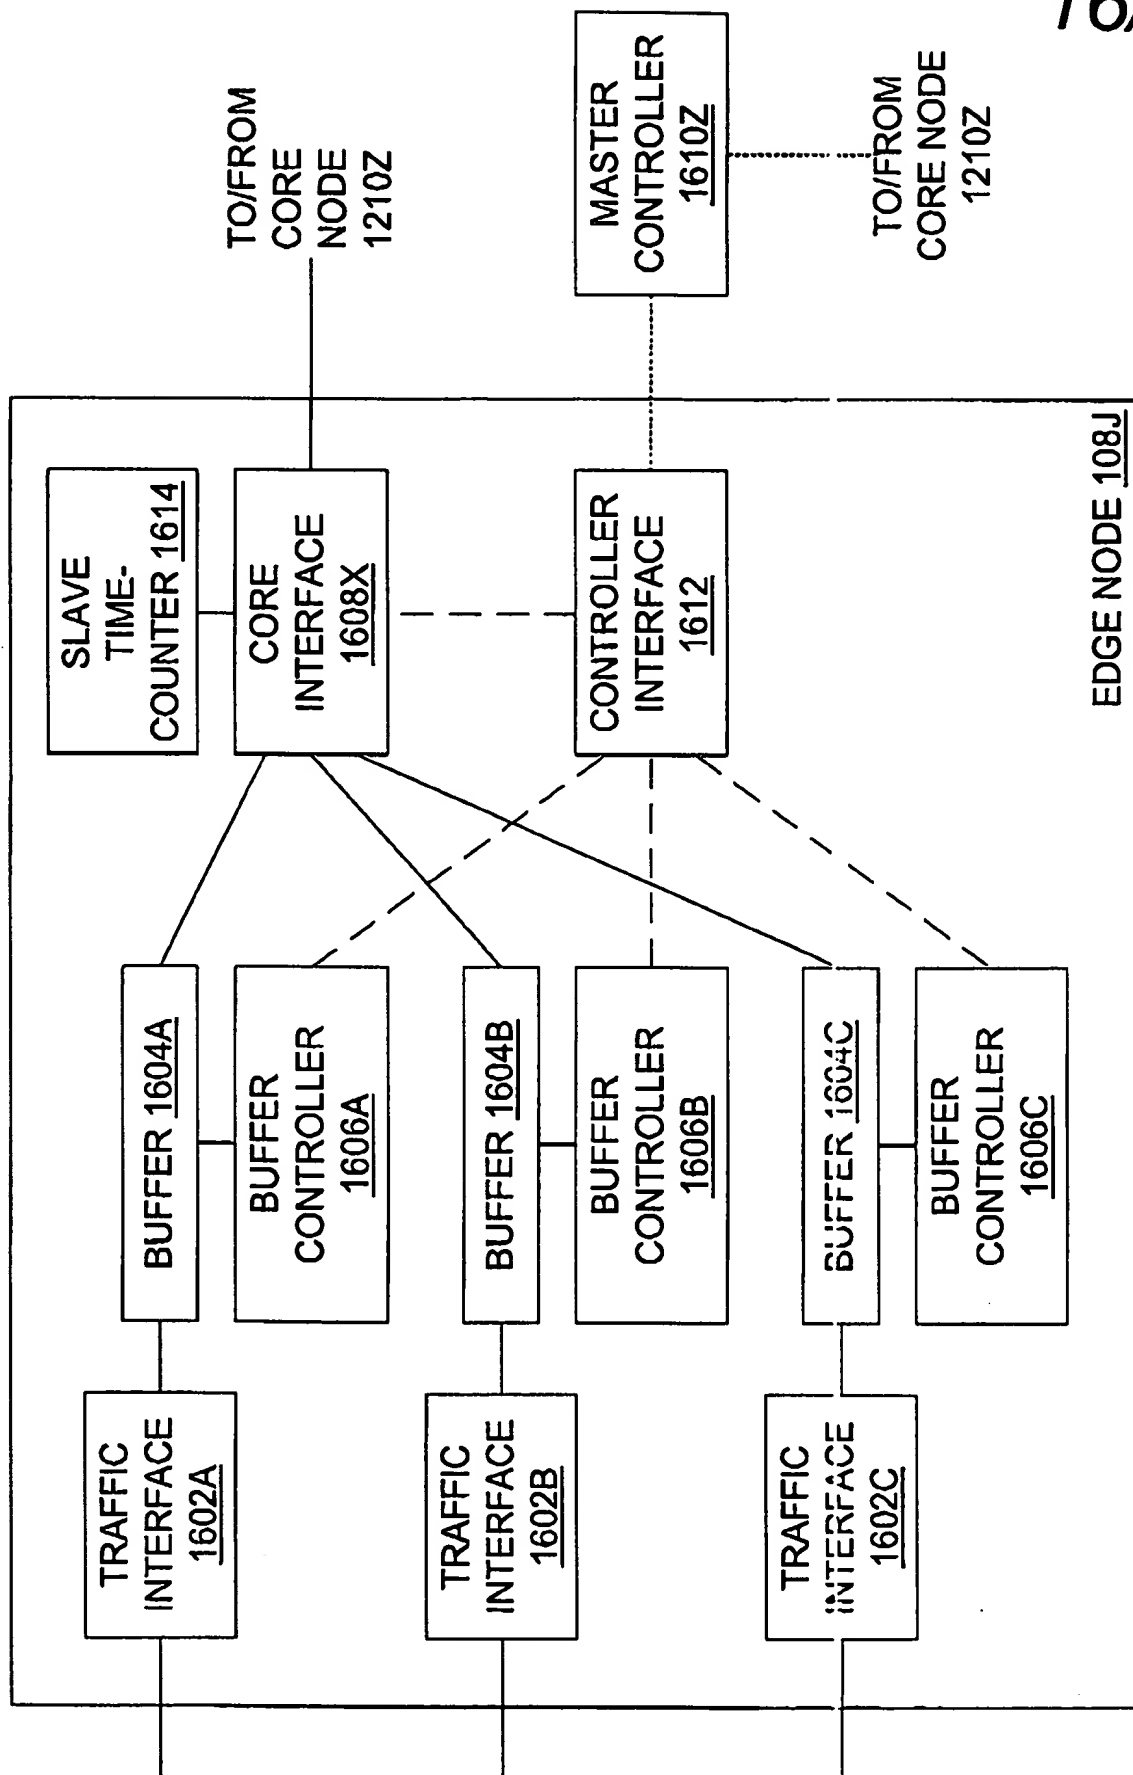 16A
TRAFFIC
INTERFACE
1602A
BUFFER 1604A
BUFFER
CONTROLLER
1606A
SLAVE
TIME-
COUNTER 1614
CORE
INTERFACE
1608X
TO/FROM
CORE
NODE
1210Z
TRAFFIC
INTERFACE
1602B
BUFFER 1604B
BUFFER
CONTROLLER
1606B
CONTROLLER
INTERFACE
1612
MASTER
CONTROLLER
1610Z
TRAFFIC
INTERFACE
1602C
BUFFER 1604C
BUFFER
CONTROLLER
1606C
TO/FROM
CORE NODE
1210Z
EDGE NODE 108J